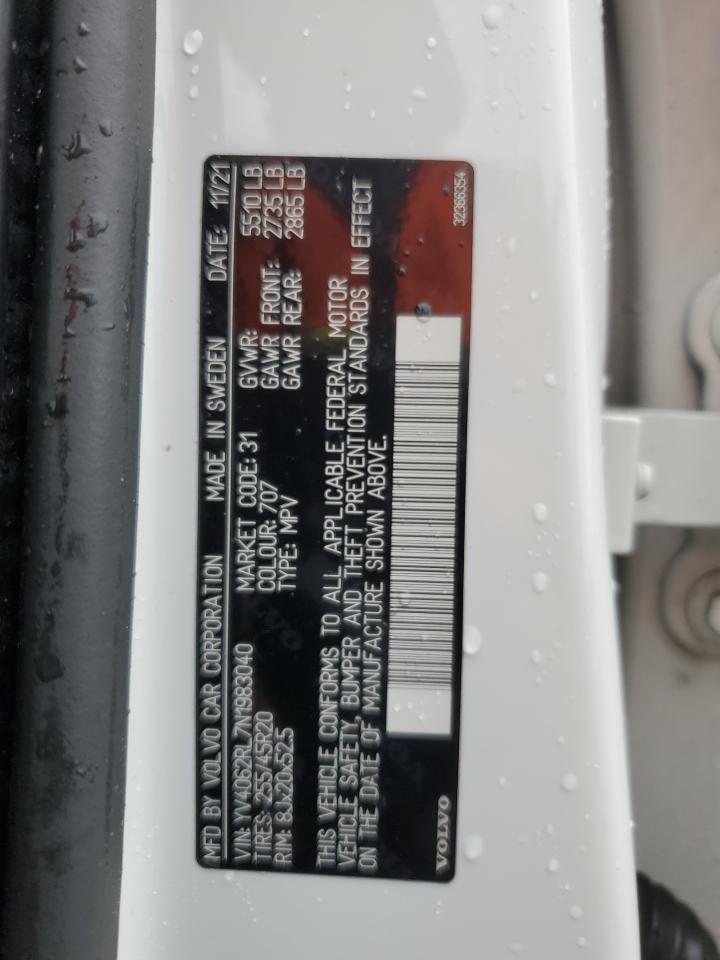 MFD BY VOLVO CAR CORPORATION MADE IN SWEDEN DATE: 11/21
VIN: YV4062RL7N1983040 MARKET CODE: 31 GVWR: 5510 LB
TIRES: 255/45R20 COLOUR: 707 GAWR FRONT: 2735 LB
RIM: 8Jx20x52.5 TYPE: MPV GAWR REAR: 2865 LB
THIS VEHICLE CONFORMS TO ALL APPLICABLE FEDERAL MOTOR
VEHICLE SAFETY, BUMPER AND THEFT PREVENTION STANDARDS IN EFFECT
ON THE DATE OF MANUFACTURE SHOWN ABOVE.
VOLVO 32366354